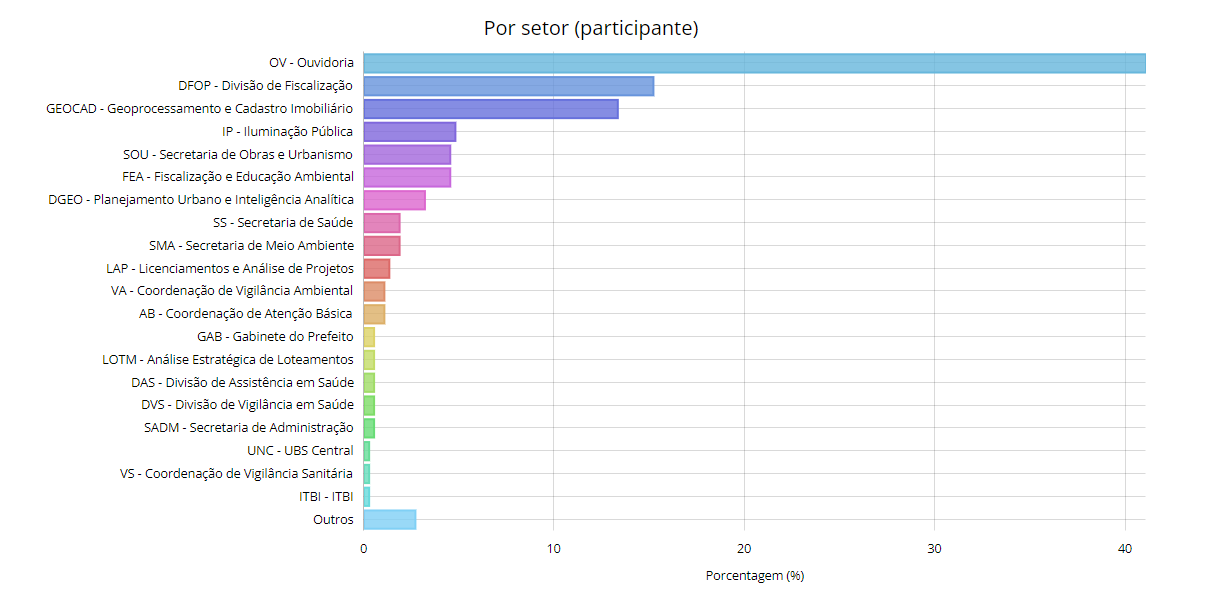 Por setor (participante)
OV - Ouvidoria
DFOP - Divisão de Fiscalização
GEOCAD - Geoprocessamento e Cadastro Imobiliário
IP - Iluminação Pública
SOU - Secretaria de Obras e Urbanismo
FEA - Fiscalização e Educação Ambiental
DGEO - Planejamento Urbano e Inteligência Analítica
SS - Secretaria de Saúde
SMA - Secretaria de Meio Ambiente
LAP - Licenciamentos e Análise de Projetos
VA - Coordenação de Vigilância Ambiental
AB - Coordenação de Atenção Básica
GAB - Gabinete do Prefeito
LOTM - Análise Estratégica de Loteamentos
DAS - Divisão de Assistência em Saúde
DVS - Divisão de Vigilância em Saúde
SADM - Secretaria de Administração
UNC - UBS Central
VS - Coordenação de Vigilância Sanitária
ITBI - ITBI
Outros
0 10 20 30 40
Porcentagem (%)